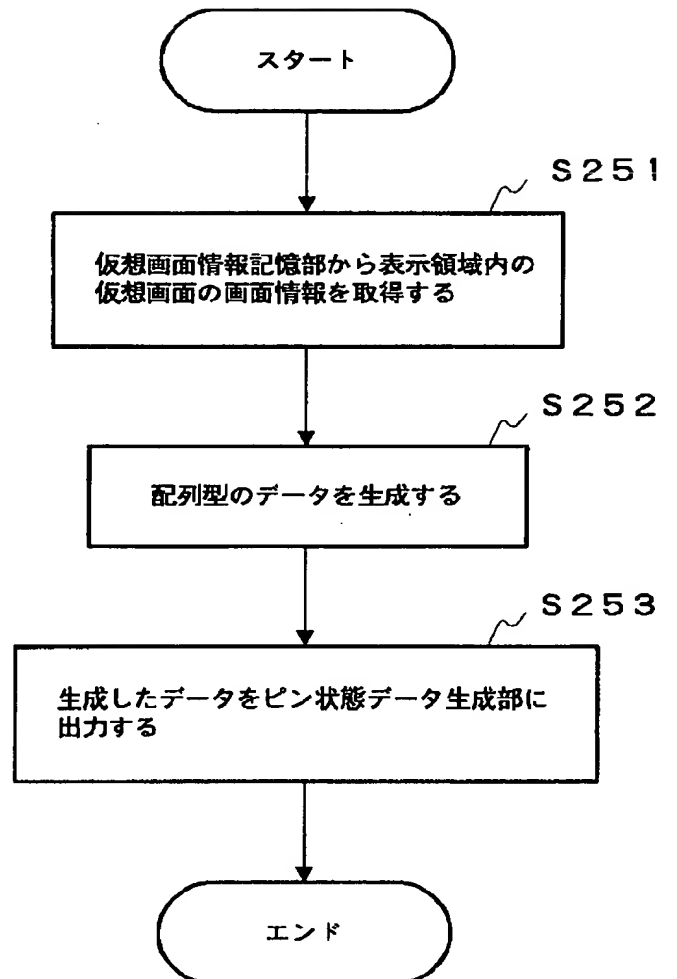 スタート
S251
仮想画面情報記憶部から表示領域内の
仮想画面の画面情報を取得する
S252
配列型のデータを生成する
S253
生成したデータをピン状態データ生成部に
出力する
エンド